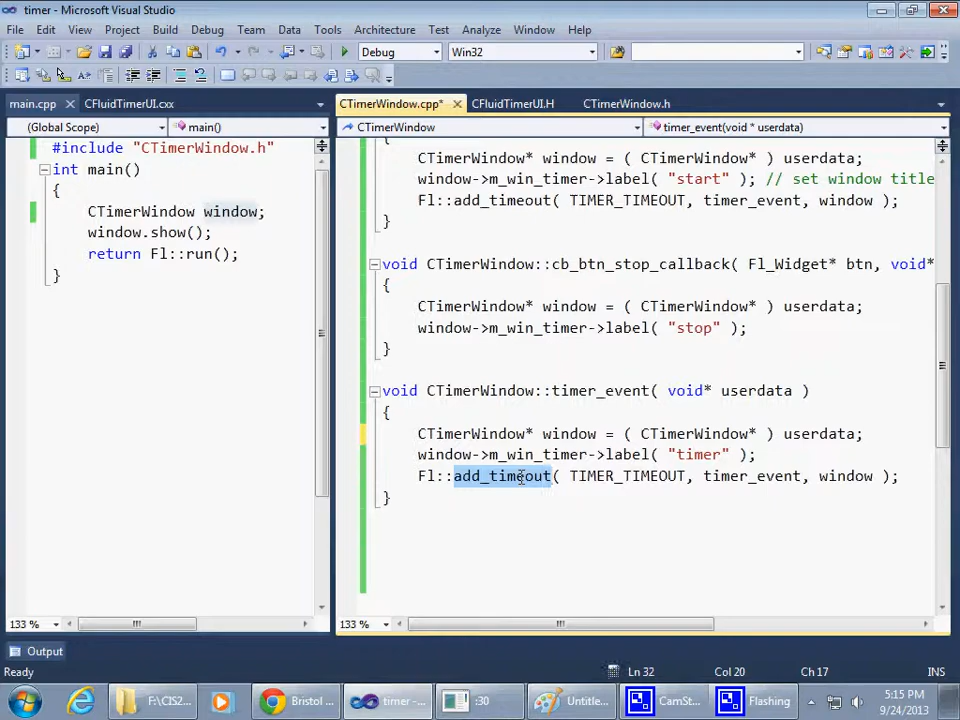 timer - Microsoft Visual Studio
File Edit View Project Build Debug Team Data Tools Architecture Test Analyze Window Help
Debug Win32
main.cpp CFluidTimerUI.cxx CTimerWindow.cpp* CFluidTimerUI.H CTimerWindow.h
(Global Scope) main() CTimerWindow timer_event(void * userdata)
#include "CTimerWindow.h"
int main()
{
CTimerWindow window;
window.show();
return Fl::run();
}
{
CTimerWindow* window = ( CTimerWindow* ) userdata;
window->m_win_timer->label( "start" ); // set window title
Fl::add_timeout( TIMER_TIMEOUT, timer_event, window );
}
void CTimerWindow::cb_btn_stop_callback( Fl_Widget* btn, void*
{
CTimerWindow* window = ( CTimerWindow* ) userdata;
window->m_win_timer->label( "stop" );
}
void CTimerWindow::timer_event( void* userdata )
{
CTimerWindow* window = ( CTimerWindow* ) userdata;
window->m_win_timer->label( "timer" );
Fl::add_timeout( TIMER_TIMEOUT, timer_event, window );
}
133 % 133 %
Output
Ready Ln 32 Col 20 Ch 17 INS
F:\CIS2... Bristol ... timer -... :30 Untitle... CamSt... Flashing 5:15 PM
9/24/2013